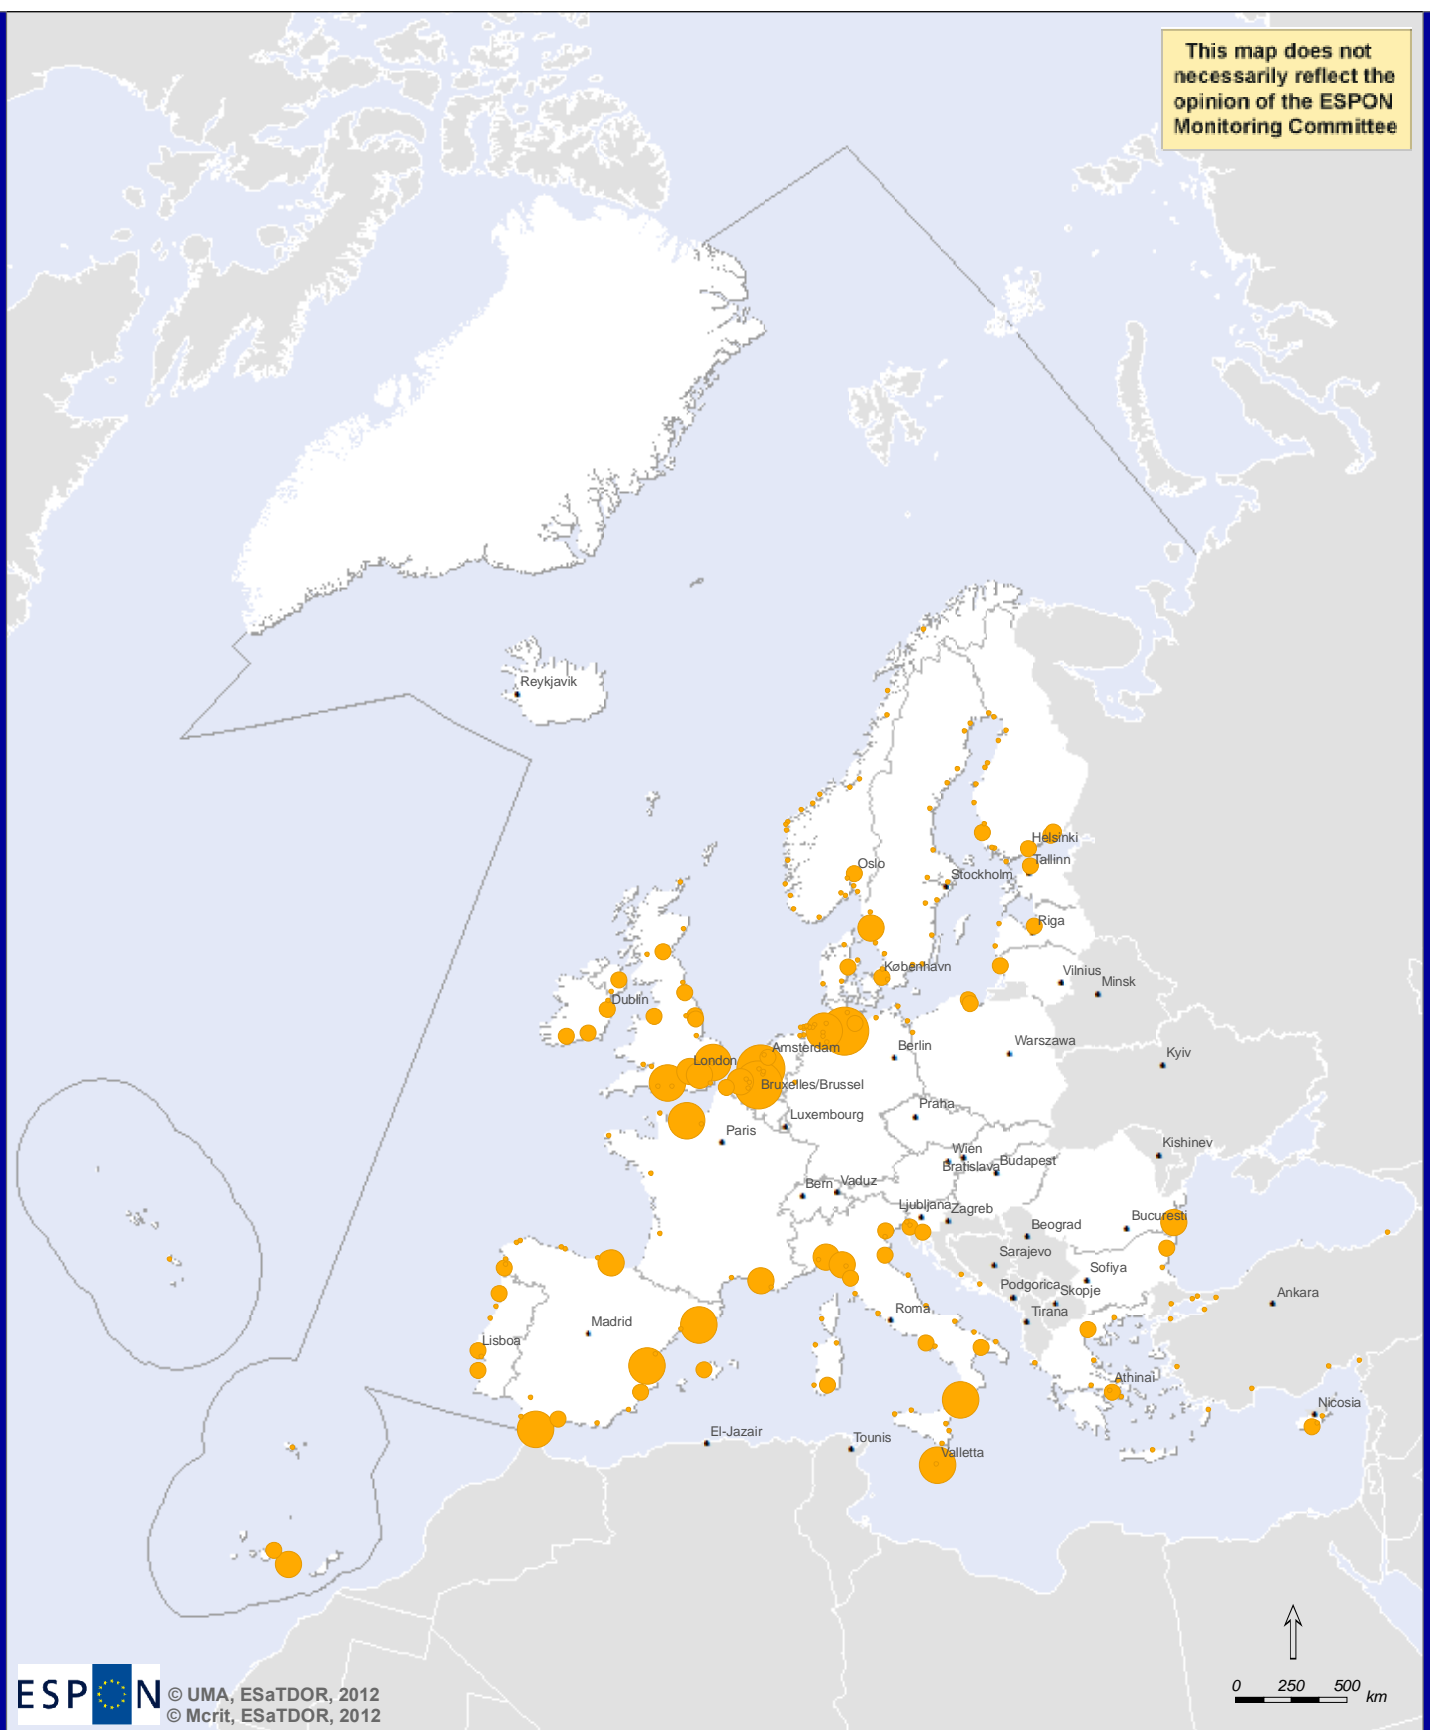 This map does not
necessarily reflect the
opinion of the ESPON
Monitoring Committee
Reykjavik
Helsinki
Tallinn
Oslo
Stockholm
Riga
København
Vilnius
Minsk
Dublin
Warszawa
Amsterdam
Berlin
Kyiv
London
Bruxelles/Brussel
Praha
Luxembourg
Paris
Kishinev
Wien
Bratislava
Budapest
Bern
Vaduz
Ljubljana
Zagreb
Beograd
Bucuresti
Sarajevo
Sofiya
Podgorica
Skopje
Ankara
Roma
Tirana
Madrid
Lisboa
Athinai
Nicosia
El-Jazair
Tounis
Valletta
0 250 500 km
ESPON
© UMA, ESaTDOR, 2012
© Mcrit, ESaTDOR, 2012